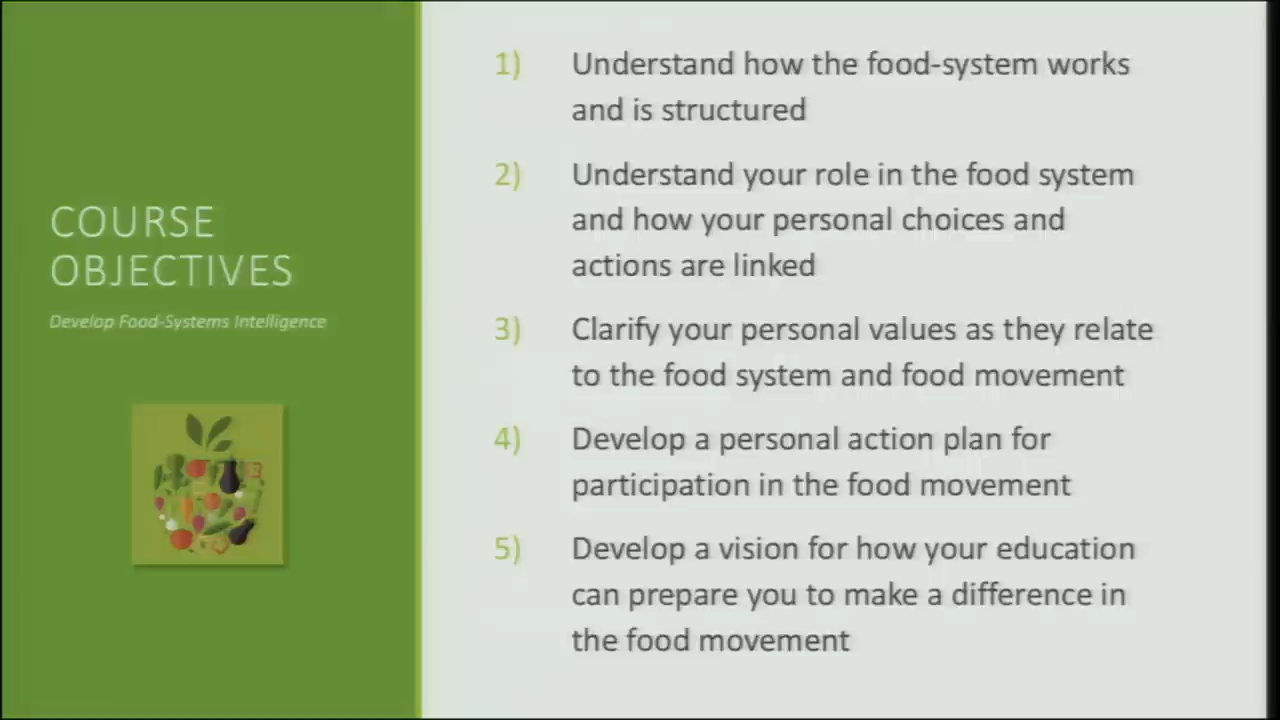 COURSE
OBJECTIVES
Develop Food-Systems Intelligence
1) Understand how the food-system works
and is structured
2) Understand your role in the food system
and how your personal choices and
actions are linked
3) Clarify your personal values as they relate
to the food system and food movement
4) Develop a personal action plan for
participation in the food movement
5) Develop a vision for how your education
can prepare you to make a difference in
the food movement